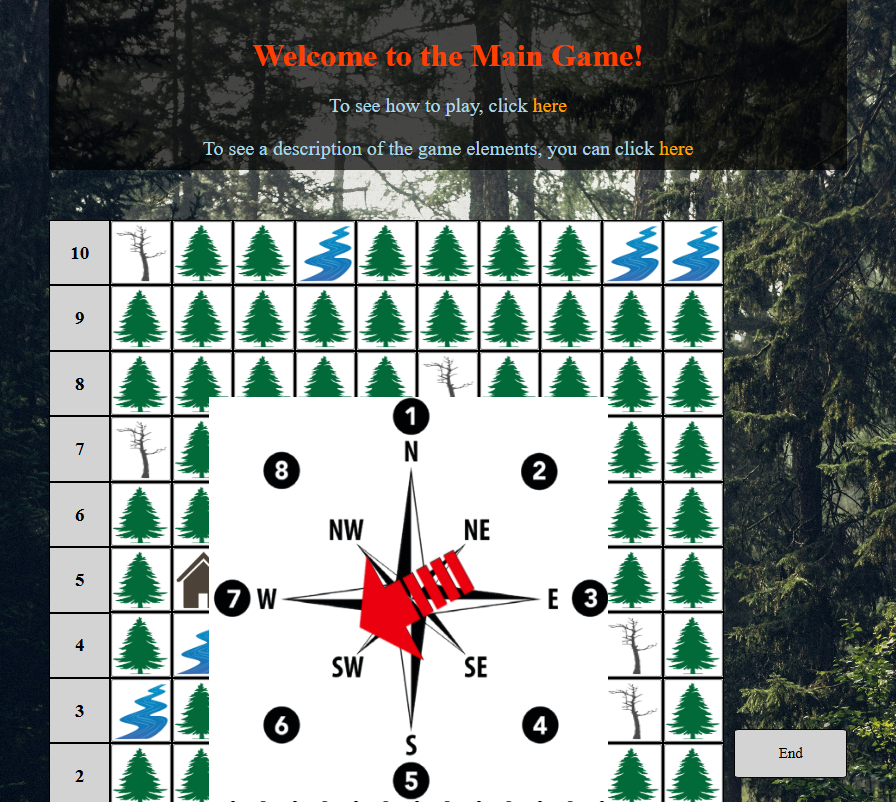 Welcome to the Main Game!
To see how to play, click here
To see a description of the game elements, you can click here
10
9
8
7
6
5
4
3
2
1
N
8
2
NW
NE
7
W
E
3
SW
SE
6
4
S
5
End